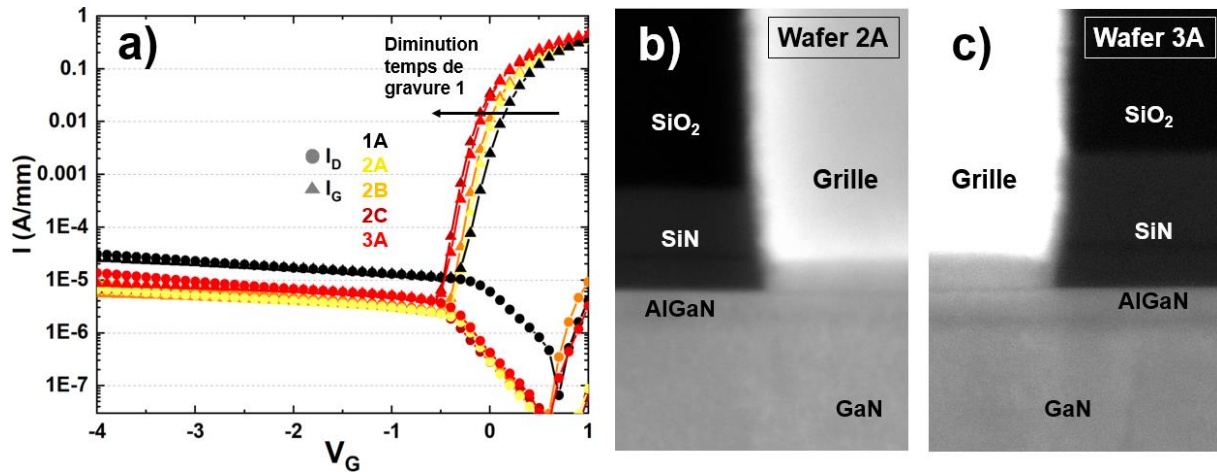 a)
I (A/mm)
1
0.1
0.01
0.001
1E-4
1E-5
1E-6
1E-7
-4
-3
-2
-1
0
1
V_G
Diminution
temps de
gravure 1
I_D
I_G
1A
2A
2B
2C
3A
b)
Wafer 2A
SiO₂
Grille
SiN
AlGaN
GaN
c)
Wafer 3A
SiO₂
Grille
SiN
AlGaN
GaN